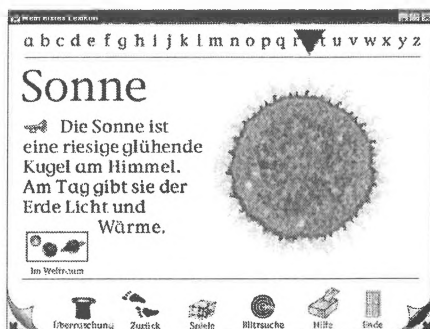 Mein erstes Lexikon
a b c d e f g h i j k l m n o p q r t u v w x y z
Sonne
Die Sonne ist
eine riesige glühende
Kugel am Himmel.
Am Tag gibt sie der
Erde Licht und
Wärme.
Im Weltraum
Überraschung Zurück Spiele Blitzsuche Hilfe Ende